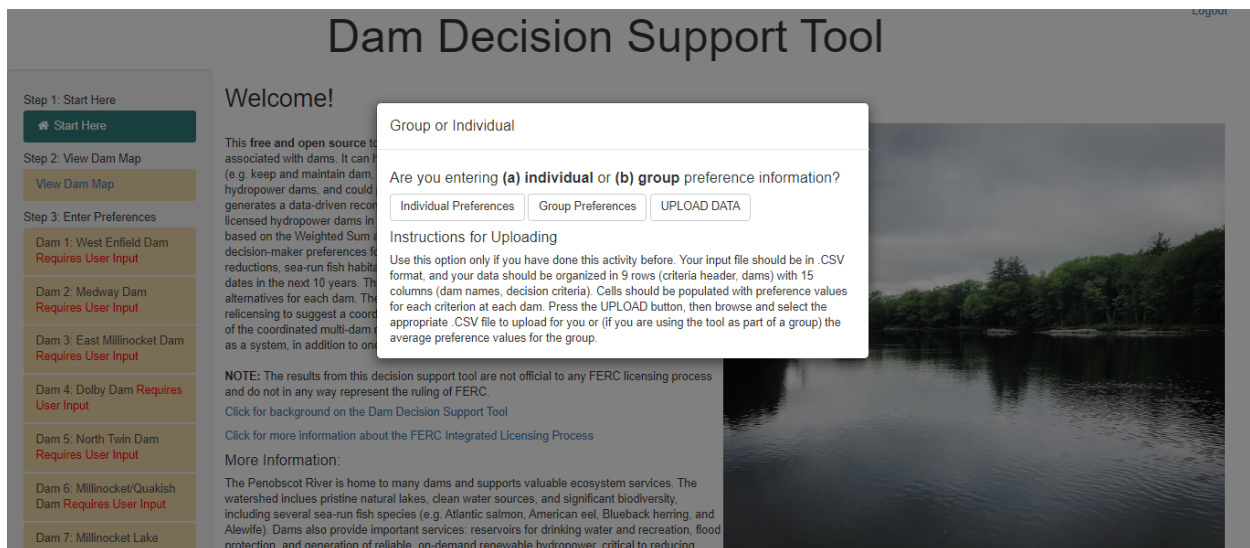 Logout
Dam Decision Support Tool
Step 1: Start Here
Start Here
Step 2: View Dam Map
View Dam Map
Step 3: Enter Preferences
Dam 1: West Enfield Dam
Requires User Input
Dam 2: Medway Dam
Requires User Input
Dam 3: East Millinocket Dam
Requires User Input
Dam 4: Dolby Dam Requires
User Input
Dam 5: North Twin Dam
Requires User Input
Dam 6: Millinocket/Quakish
Dam Requires User Input
Dam 7: Millinocket Lake
Welcome!
This free and open source to
associated with dams. It can h
(e.g. keep and maintain dam,
hydropower dams, and could
generates a data-driven recon
licensed hydropower dams in
based on the Weighted Sum a
decision-maker preferences fo
reductions, sea-run fish habita
dates in the next 10 years. Th
alternatives for each dam. The
relicensing to suggest a coord
of the coordinated multi-dam r
as a system, in addition to one
NOTE: The results from this decision support tool are not official to any FERC licensing process
and do not in any way represent the ruling of FERC.
Click for background on the Dam Decision Support Tool
Click for more information about the FERC Integrated Licensing Process
More Information:
The Penobscot River is home to many dams and supports valuable ecosystem services. The
watershed inclues pristine natural lakes, clean water sources, and significant biodiversity,
including several sea-run fish species (e.g. Atlantic salmon, American eel, Blueback herring, and
Alewife). Dams also provide important services: reservoirs for drinking water and recreation, flood
protection, and generation of reliable, on-demand renewable hydropower, critical to reducing
Group or Individual
Are you entering (a) individual or (b) group preference information?
Individual Preferences Group Preferences UPLOAD DATA
Instructions for Uploading
Use this option only if you have done this activity before. Your input file should be in .CSV
format, and your data should be organized in 9 rows (criteria header, dams) with 15
columns (dam names, decision criteria). Cells should be populated with preference values
for each criterion at each dam. Press the UPLOAD button, then browse and select the
appropriate .CSV file to upload for you or (if you are using the tool as part of a group) the
average preference values for the group.